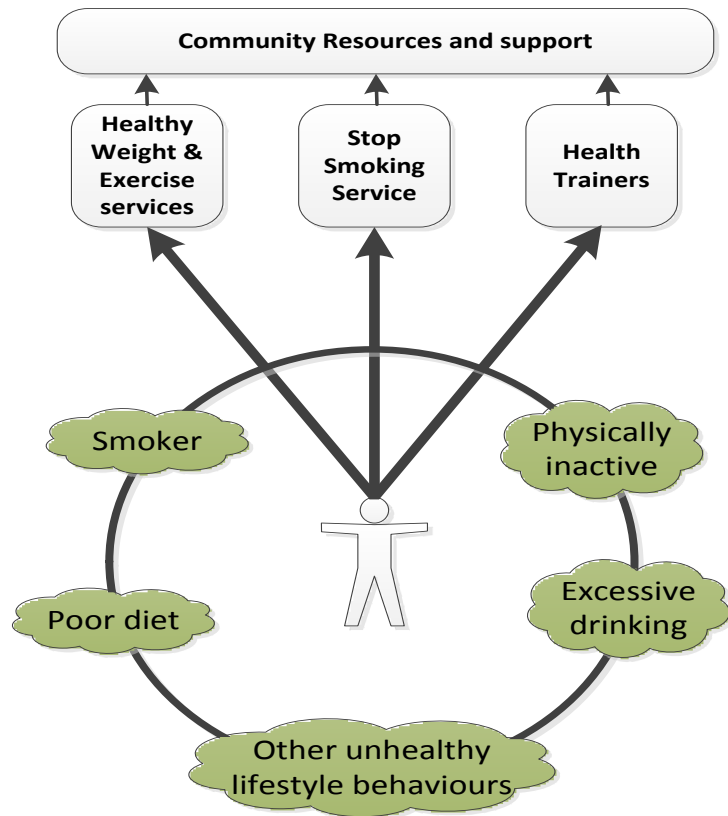 Community Resources and support
Healthy
Weight &
Exercise
services
Stop
Smoking
Service
Health
Trainers
Smoker
Physically
inactive
Poor diet
Excessive
drinking
Other unhealthy
lifestyle behaviours